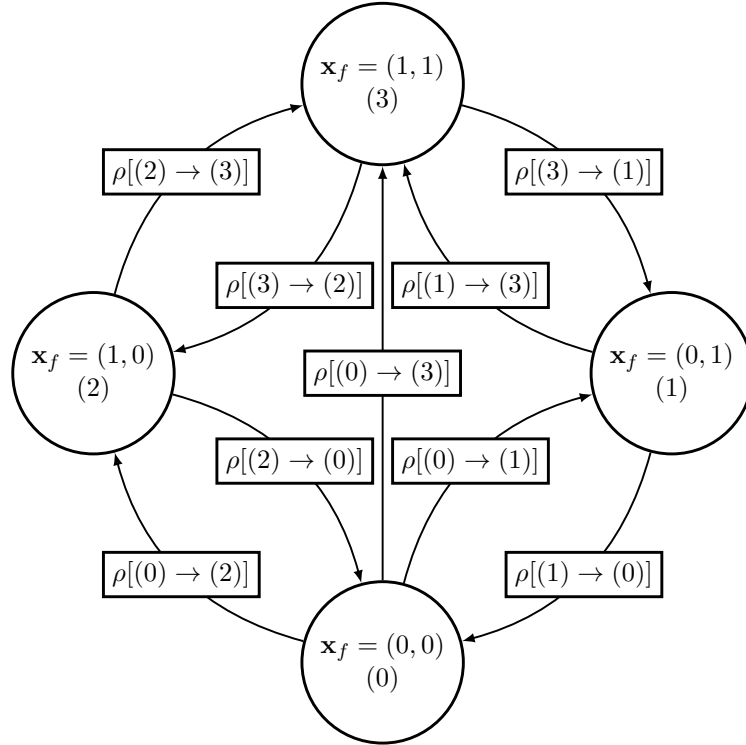 𝐱_f = (1, 1)
(3)
ρ[(2) → (3)]
ρ[(3) → (1)]
ρ[(3) → (2)]
ρ[(1) → (3)]
𝐱_f = (1, 0)
(2)
ρ[(0) → (3)]
𝐱_f = (0, 1)
(1)
ρ[(2) → (0)]
ρ[(0) → (1)]
ρ[(0) → (2)]
ρ[(1) → (0)]
𝐱_f = (0, 0)
(0)